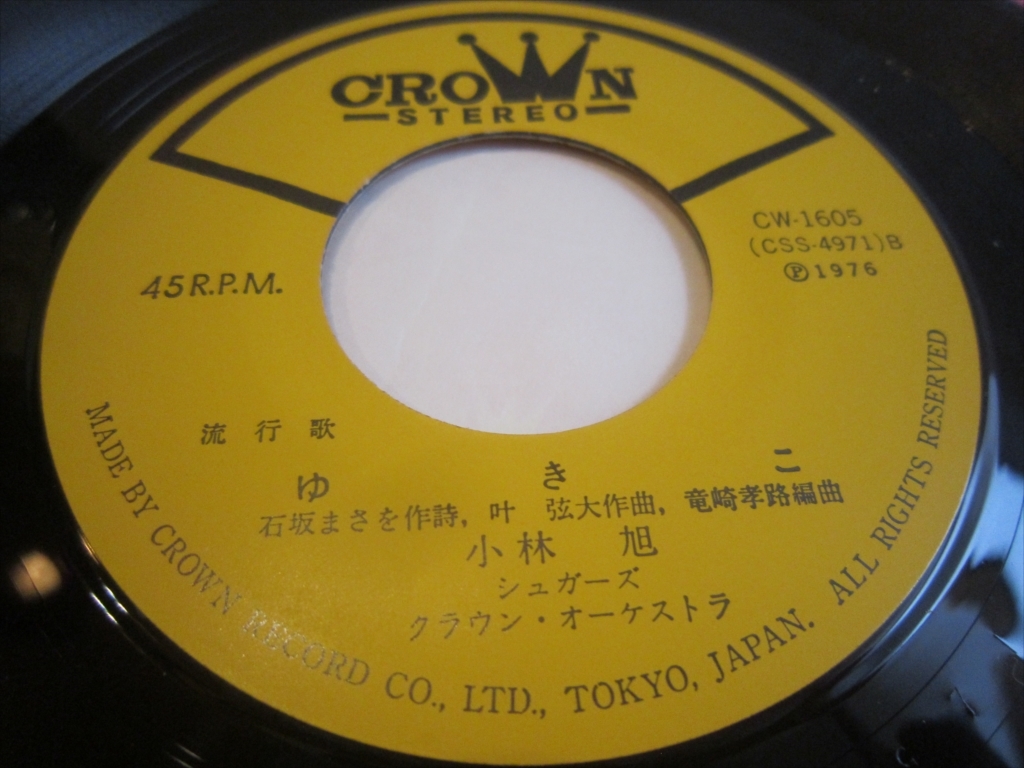 CROWN
STEREO
CW-1605
(CSS-4971)B
Ⓟ1976
45 R.P.M.
流行歌
ゆきこ
石坂まさを作詩, 叶 弦大作曲, 竜崎孝路編曲
小林 旭
シュガーズ
クラウン・オーケストラ
MADE BY CROWN RECORD CO., LTD., TOKYO, JAPAN. ALL RIGHTS RESERVED